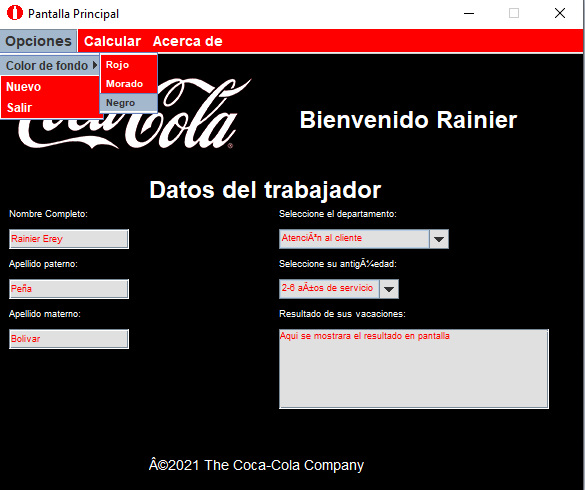 Pantalla Principal
Opciones Calcular Acerca de
Color de fondo
Rojo
Nuevo
Morado
Salir
Negro
Coca-Cola
Bienvenido Rainier
Datos del trabajador
Nombre Completo:
Seleccione el departamento:
Rainier Erey
AtenciÃ³n al cliente
Apellido paterno:
Seleccione su antigÃ¼edad:
Peña
2-6 aÃ±os de servicio
Apellido materno:
Resultado de sus vacaciones:
Bolivar
Aqui se mostrara el resultado en pantalla
Â©2021 The Coca-Cola Company